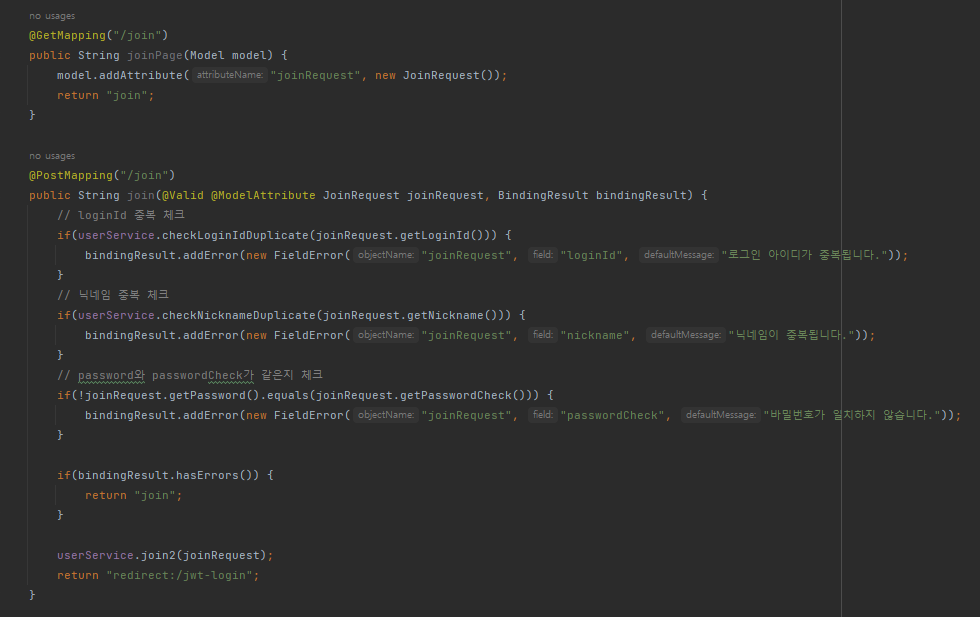 no usages
@GetMapping("/join")
public String joinPage(Model model) {
model.addAttribute( attributeName: "joinRequest", new JoinRequest());
return "join";
}
no usages
@PostMapping("/join")
public String join(@Valid @ModelAttribute JoinRequest joinRequest, BindingResult bindingResult) {
// loginId 중복 체크
if(userService.checkLoginIdDuplicate(joinRequest.getLoginId())) {
bindingResult.addError(new FieldError( objectName: "joinRequest", field: "loginId", defaultMessage: "로그인 아이디가 중복됩니다."));
}
// 닉네임 중복 체크
if(userService.checkNicknameDuplicate(joinRequest.getNickname())) {
bindingResult.addError(new FieldError( objectName: "joinRequest", field: "nickname", defaultMessage: "닉네임이 중복됩니다."));
}
// password와 passwordCheck가 같은지 체크
if(!joinRequest.getPassword().equals(joinRequest.getPasswordCheck())) {
bindingResult.addError(new FieldError( objectName: "joinRequest", field: "passwordCheck", defaultMessage: "바밀번호가 일치하지 않습니다."));
}
if(bindingResult.hasErrors()) {
return "join";
}
userService.join2(joinRequest);
return "redirect:/jwt-login";
}